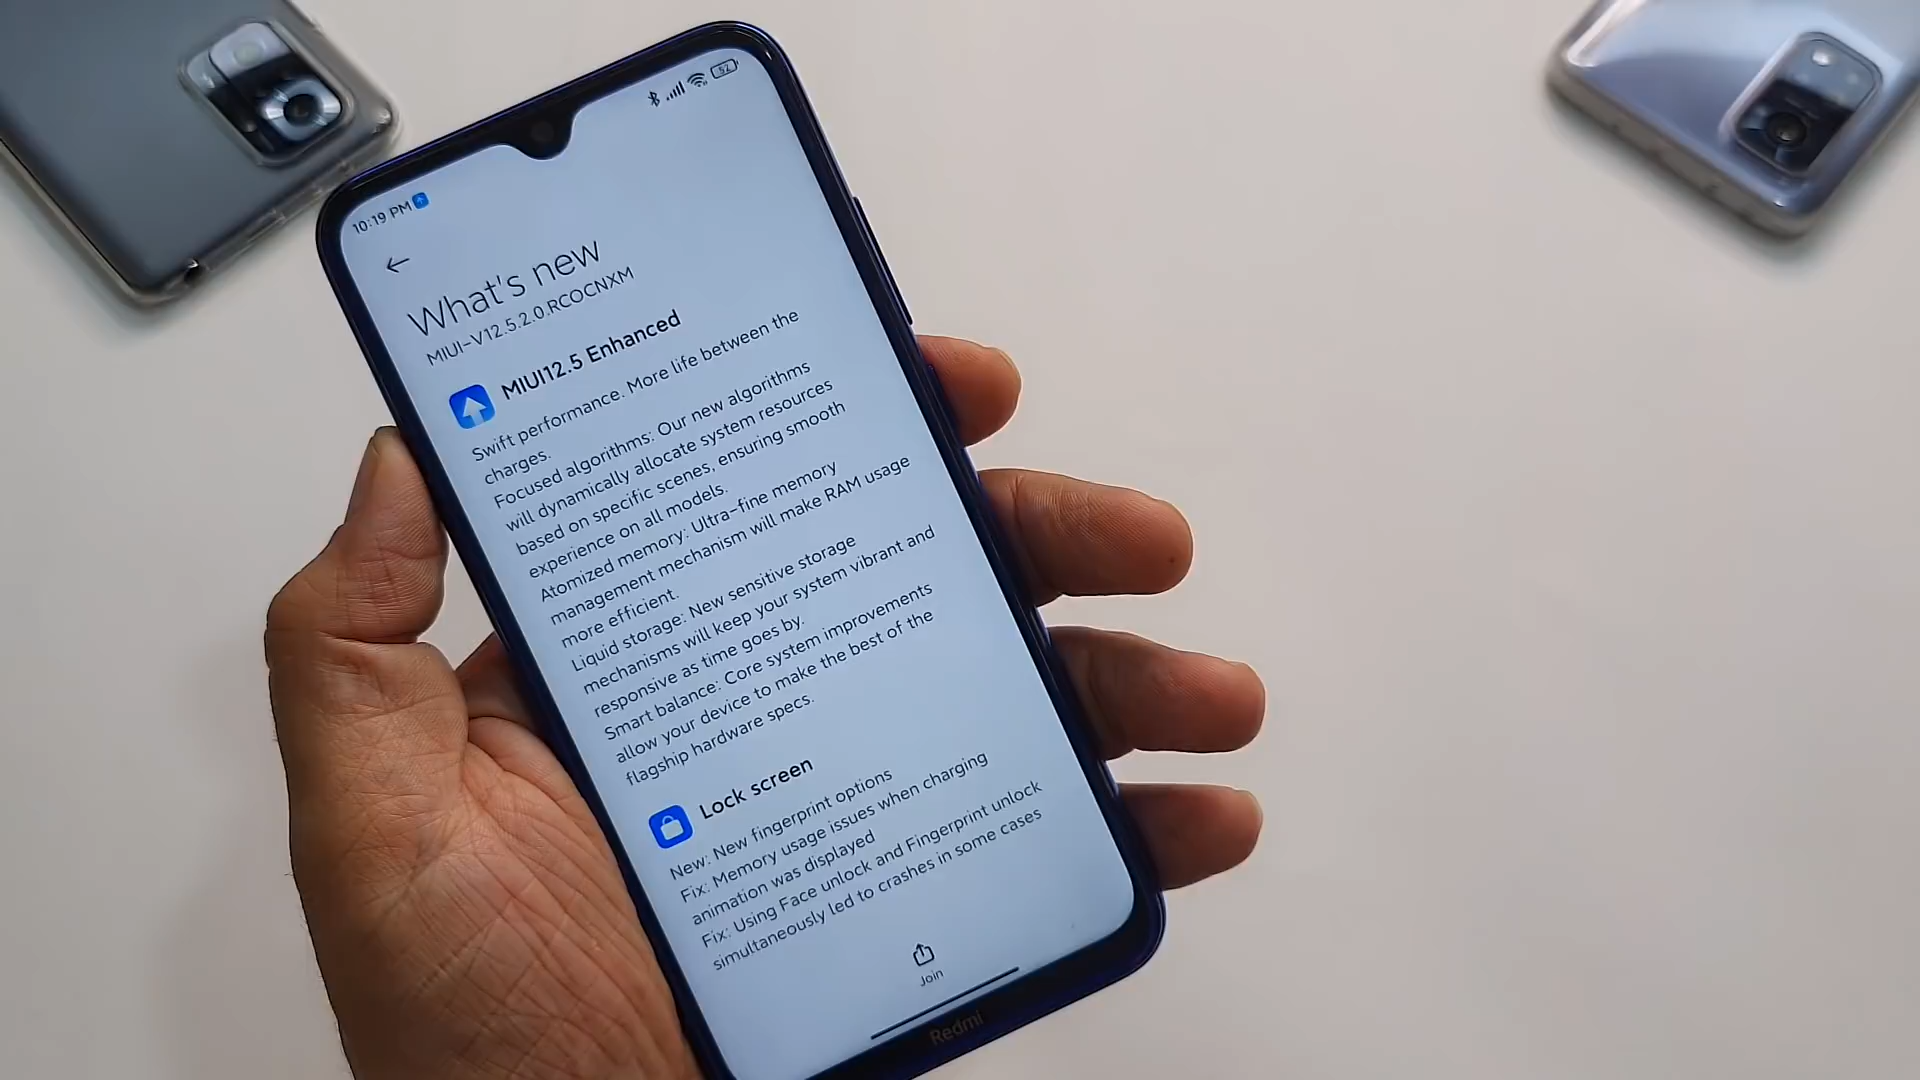 52
10:19 PM
What's new
MIUI-V12.5.2.0.RCOCNXM
MIUI12.5 Enhanced
Swift performance. More life between the
charges.
Focused algorithms: Our new algorithms
will dynamically allocate system resources
based on specific scenes, ensuring smooth
experience on all models.
Atomized memory: Ultra-fine memory
management mechanism will make RAM usage
more efficient.
Liquid storage: New sensitive storage
mechanisms will keep your system vibrant and
responsive as time goes by.
Smart balance: Core system improvements
allow your device to make the best of the
flagship hardware specs.
Lock screen
New: New fingerprint options
Fix: Memory usage issues when charging
animation was displayed
Fix: Using Face unlock and Fingerprint unlock
simultaneously led to crashes in some cases
Join
Redmi